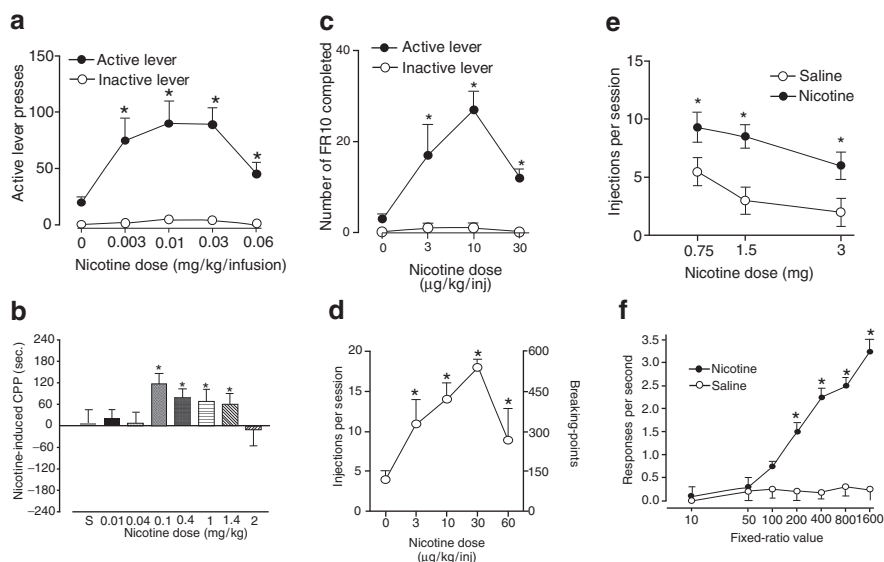 a
Active lever
Inactive lever
Active lever presses
150
100
50
0
0 0.003 0.01 0.03 0.06
Nicotine dose (mg/kg/infusion)
* * * *
b
Nicotine-induced CPP (sec.)
240
180
120
60
0
−60
−120
−180
−240
* * * *
S 0.01 0.04 0.1 0.4 1 1.4 2
Nicotine dose (mg/kg)
c
Active lever
Inactive lever
Number of FR10 completed
40
20
0
* * *
0 3 10 30
Nicotine dose
(μg/kg/inj)
d
Injections per session
20
15
10
5
0
* * * *
600
450
300
150
0
Breaking-points
0 3 10 30 60
Nicotine dose
(μg/kg/inj)
e
Saline
Nicotine
Injections per session
15
10
5
0
* * *
0.75 1.5 3
Nicotine dose (mg)
f
Nicotine
Saline
Responses per second
3.5
3.0
2.5
2.0
1.5
1.0
0.5
0.0
* * * *
10 50 100 200 400 800 1600
Fixed-ratio value